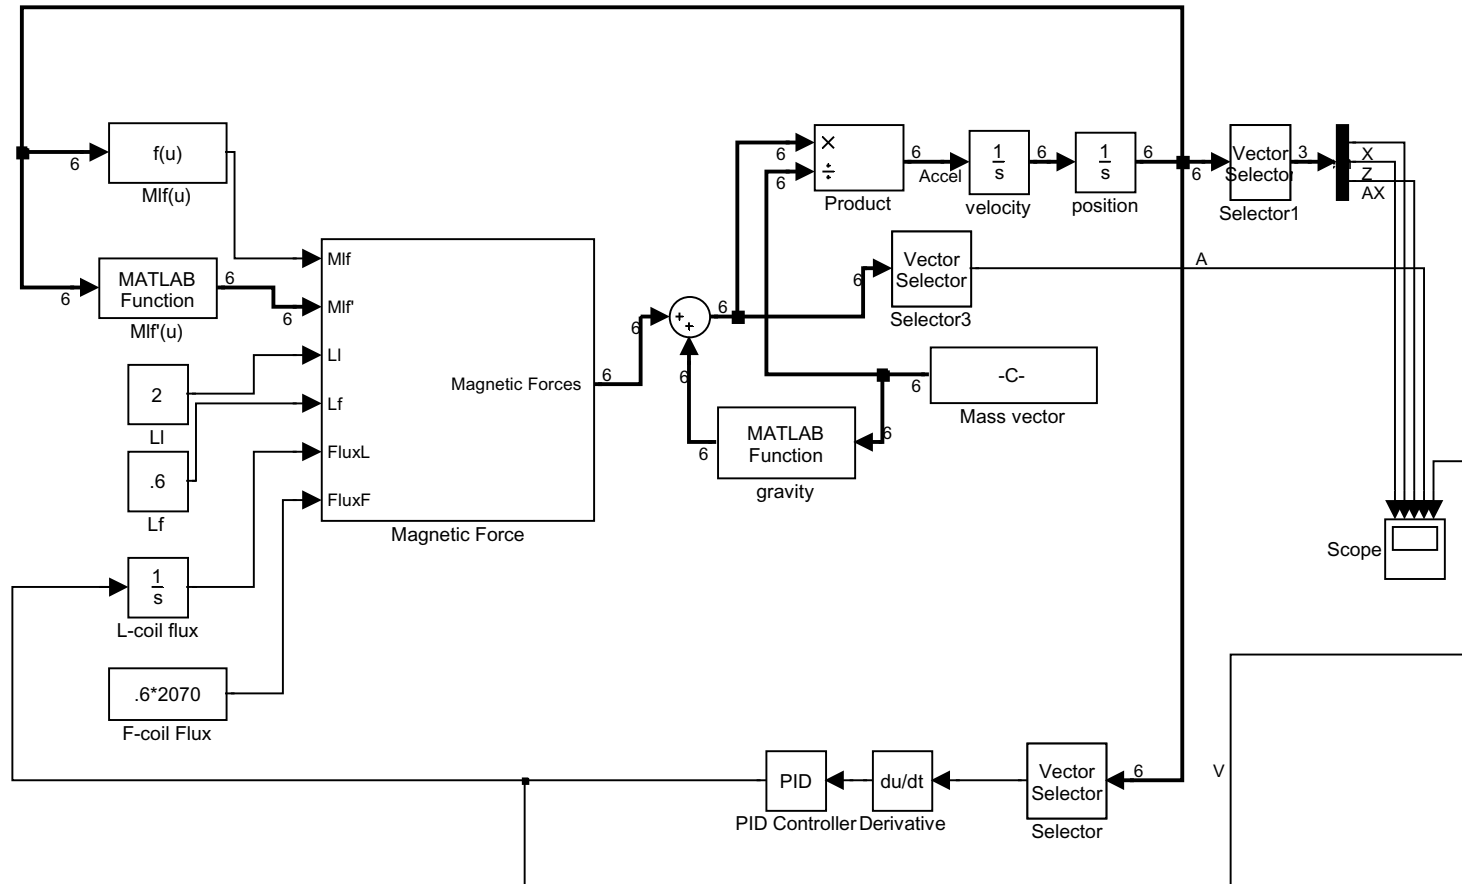 f(u)
6
Mlf(u)
MATLAB
Function
6
6
Mlf'(u)
6
2
Ll
.6
Lf
1
s
L-coil flux
.6*2070
F-coil Flux
Mlf
Mlf'
Ll
Lf
FluxL
FluxF
Magnetic Forces
Magnetic Force
6
6
+
+
6
6
6
MATLAB
Function
gravity
6
6
-C-
Mass vector
6
6
×
÷
Product
6
Accel
1
s
velocity
6
1
s
position
6
6
Vector
Selector
Selector1
3
X
Z
AX
6
Vector
Selector
Selector3
A
Scope
PID
PID Controller
du/dt
Derivative
Vector
Selector
Selector
6
V